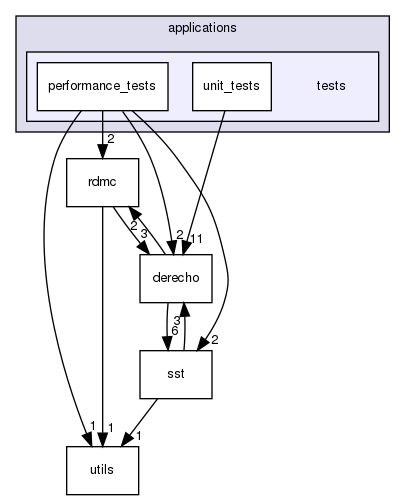 applications
performance_tests
unit_tests
tests
2
rdmc
2
11
2
3
derecho
3
6
2
sst
1
1
1
utils